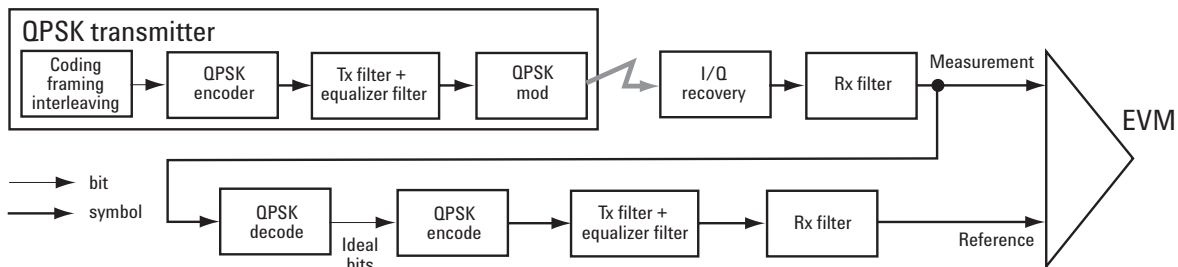 QPSK transmitter
Coding
framing
interleaving
QPSK
encoder
Tx filter +
equalizer filter
QPSK
mod
I/Q
recovery
Rx filter
Measurement
EVM
bit
symbol
QPSK
decode
Ideal
bits
QPSK
encode
Tx filter +
equalizer filter
Rx filter
Reference